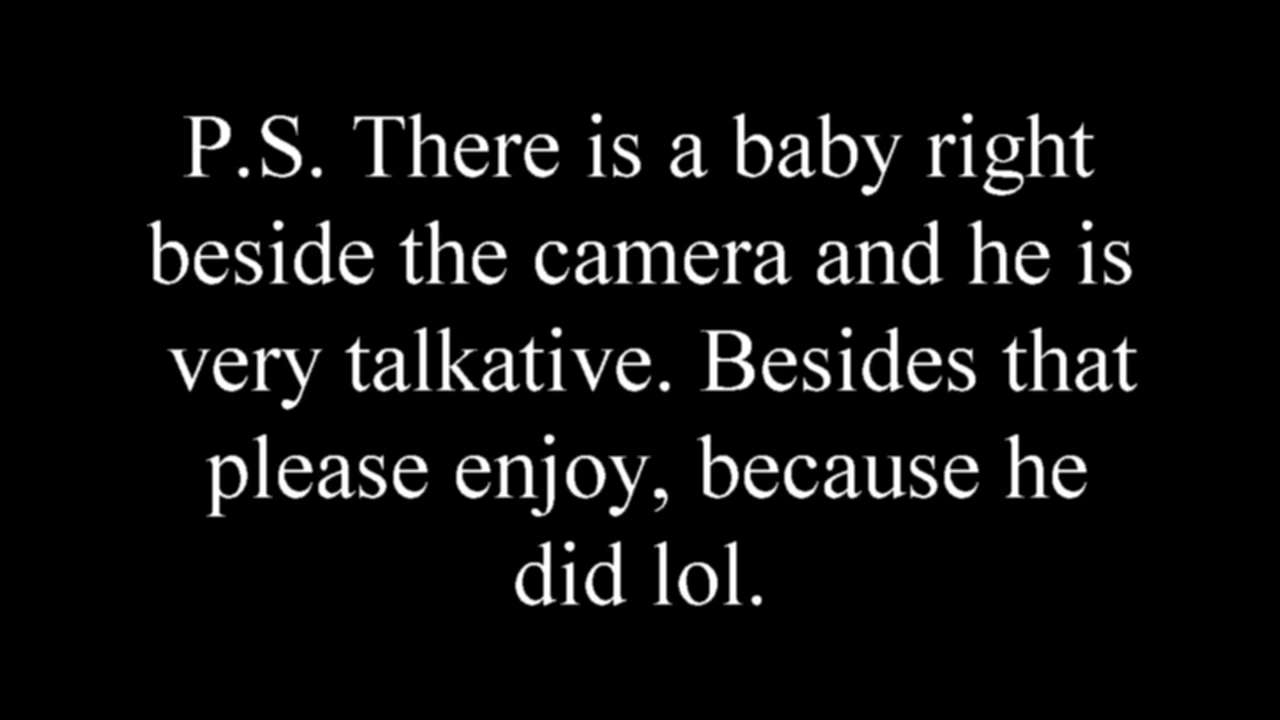 P.S. There is a baby right
beside the camera and he is
very talkative. Besides that
please enjoy, because he
did lol.